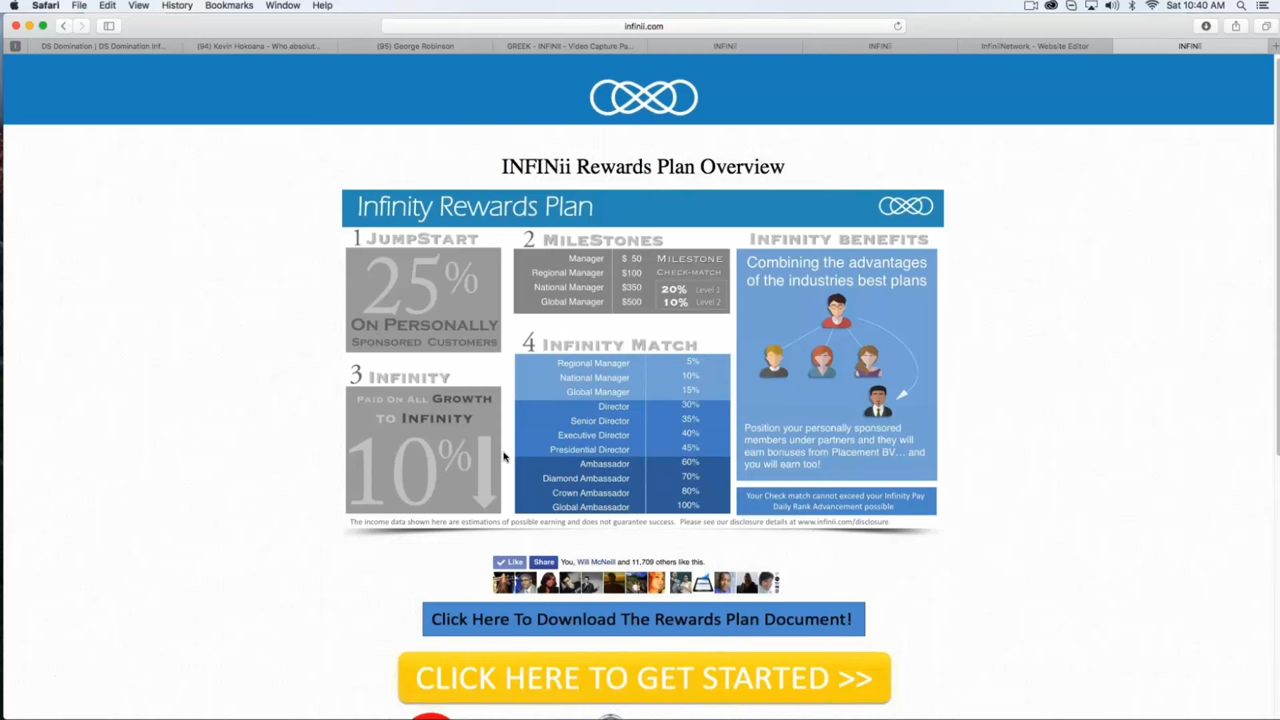 Safari File Edit View History Bookmarks Window Help Sat 10:40 AM
infinii.com
DS Domination | DS Domination Inf... (94) Kevin Hokoana - Who absolut... (95) George Robinson GREEK - INFINII - Video Capture Pa... INFINii INFINii InfiniiNetwork - Website Editor INFINii
INFINii Rewards Plan Overview
Infinity Rewards Plan
1 JumpStart
25%
On Personally
Sponsored Customers
2 MileStones
Manager $ 50
Regional Manager $100
National Manager $350
Global Manager $500
Milestone
Check-match
20% Level 1
10% Level 2
3 Infinity
Paid on all Growth
to Infinity
10%
4 Infinity Match
Regional Manager 5%
National Manager 10%
Global Manager 15%
Director 30%
Senior Director 35%
Executive Director 40%
Presidential Director 45%
Ambassador 60%
Diamond Ambassador 70%
Crown Ambassador 80%
Global Ambassador 100%
Infinity Benefits
Combining the advantages
of the industries best plans
Position your personally sponsored
members under partners and they will
earn bonuses from Placement BV... and
you will earn too!
Your Check match cannot exceed your Infinity Pay
Daily Rank Advancement possible
The income data shown here are estimations of possible earning and does not guarantee success. Please see our disclosure details at www.infinii.com/disclosure
Like Share You, Will McNeill and 11,709 others like this.
Click Here To Download The Rewards Plan Document!
CLICK HERE TO GET STARTED >>